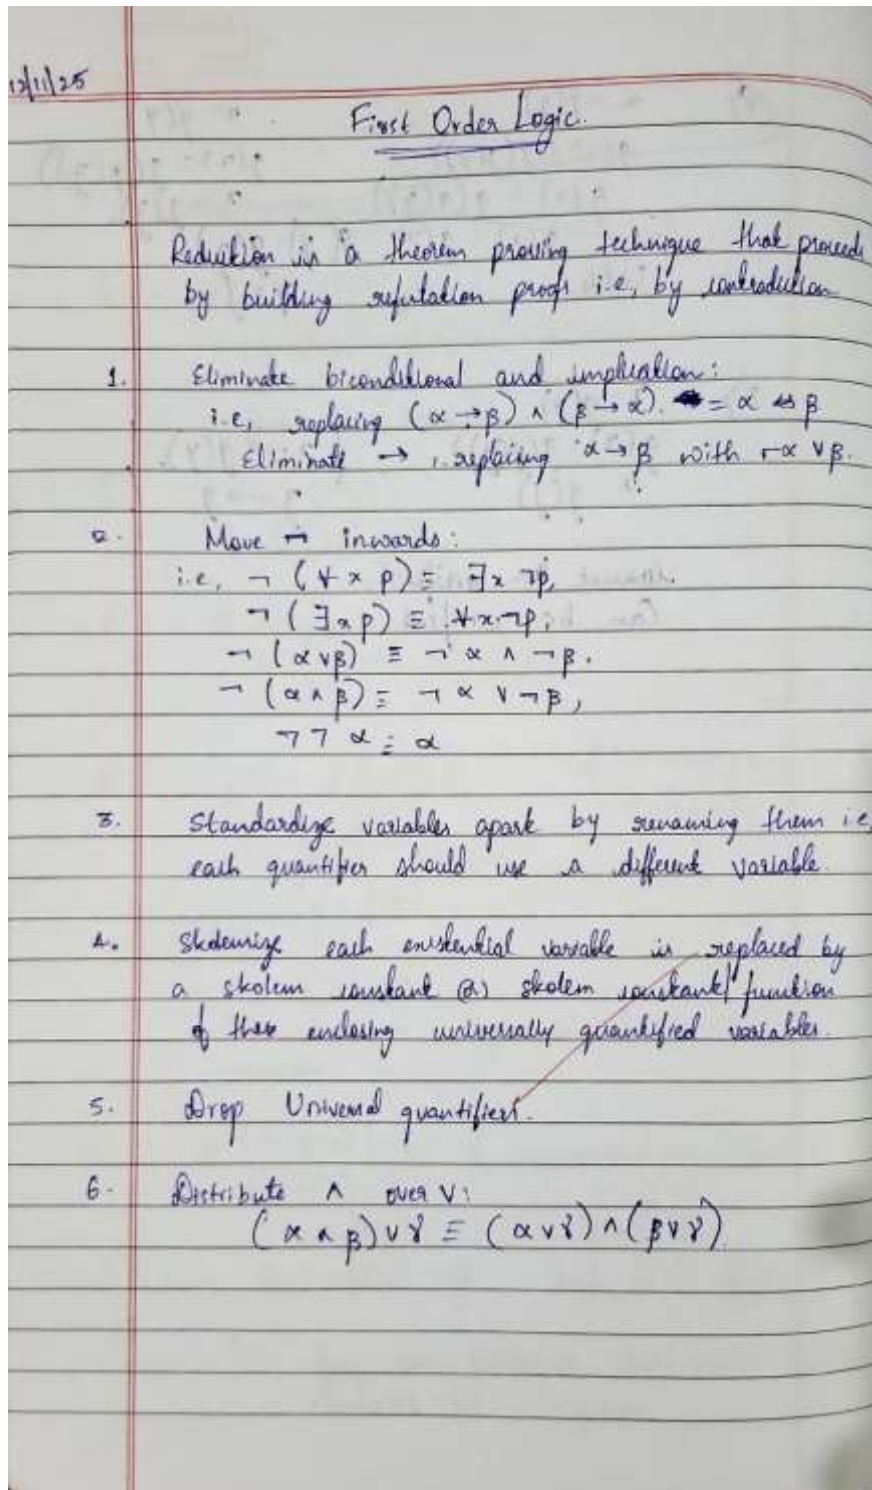 12/11/25
First Order Logic.
Reduction is a theorem proving technique that proceeds
by building refutation proofs i.e, by contradiction
1. Eliminate biconditional and implication:
i.e, replacing (α → β) ∧ (β → α). = α ⇔ β
Eliminate → , replacing α → β with ¬α ∨ β.
2. Move ¬ inwards:
i.e, ¬ (∀ x p) ≡ ∃x ¬p,
¬ (∃x p) ≡ ∀x ¬p,
¬ (α ∨ β) ≡ ¬ α ∧ ¬ β.
¬ (α ∧ β) ≡ ¬ α ∨ ¬ β,
¬ ¬ α ≡ α
3. Standardize variables apart by renaming them i.e,
each quantifier should use a different variable.
4. Skolemize each existential variable is replaced by
a skolem constant (or) skolem constant/function
of the enclosing universally quantified variables.
5. Drop Universal quantifiers.
6. Distribute ∧ over ∨:
(α ∧ β) ∨ γ ≡ (α ∨ γ) ∧ (β ∨ γ)